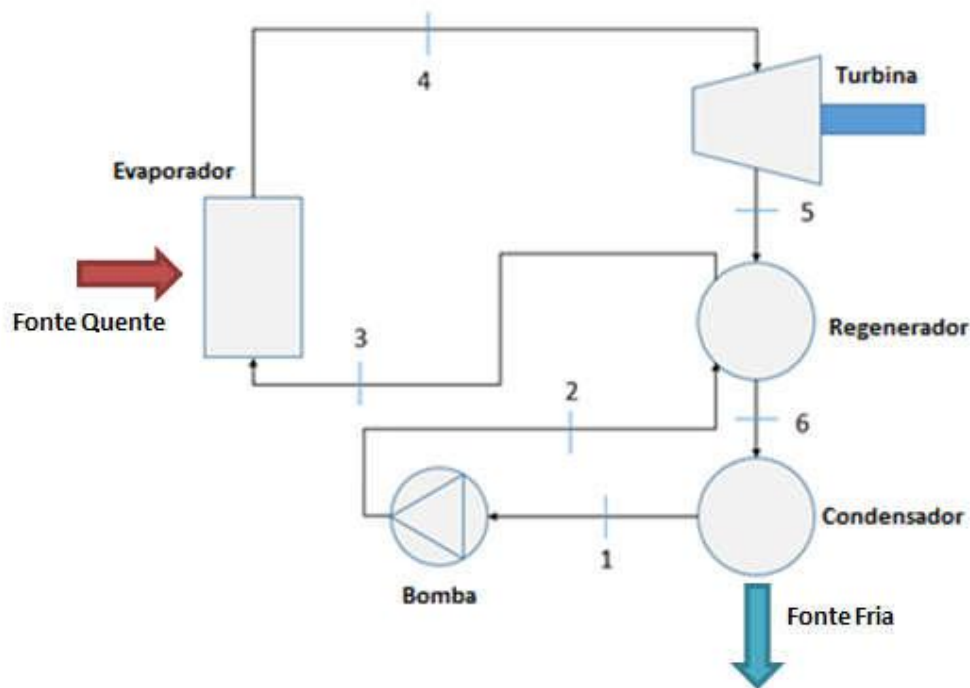 4
Turbina
Evaporador
5
Fonte Quente
Regenerador
3
2
6
Condensador
1
Bomba
Fonte Fria